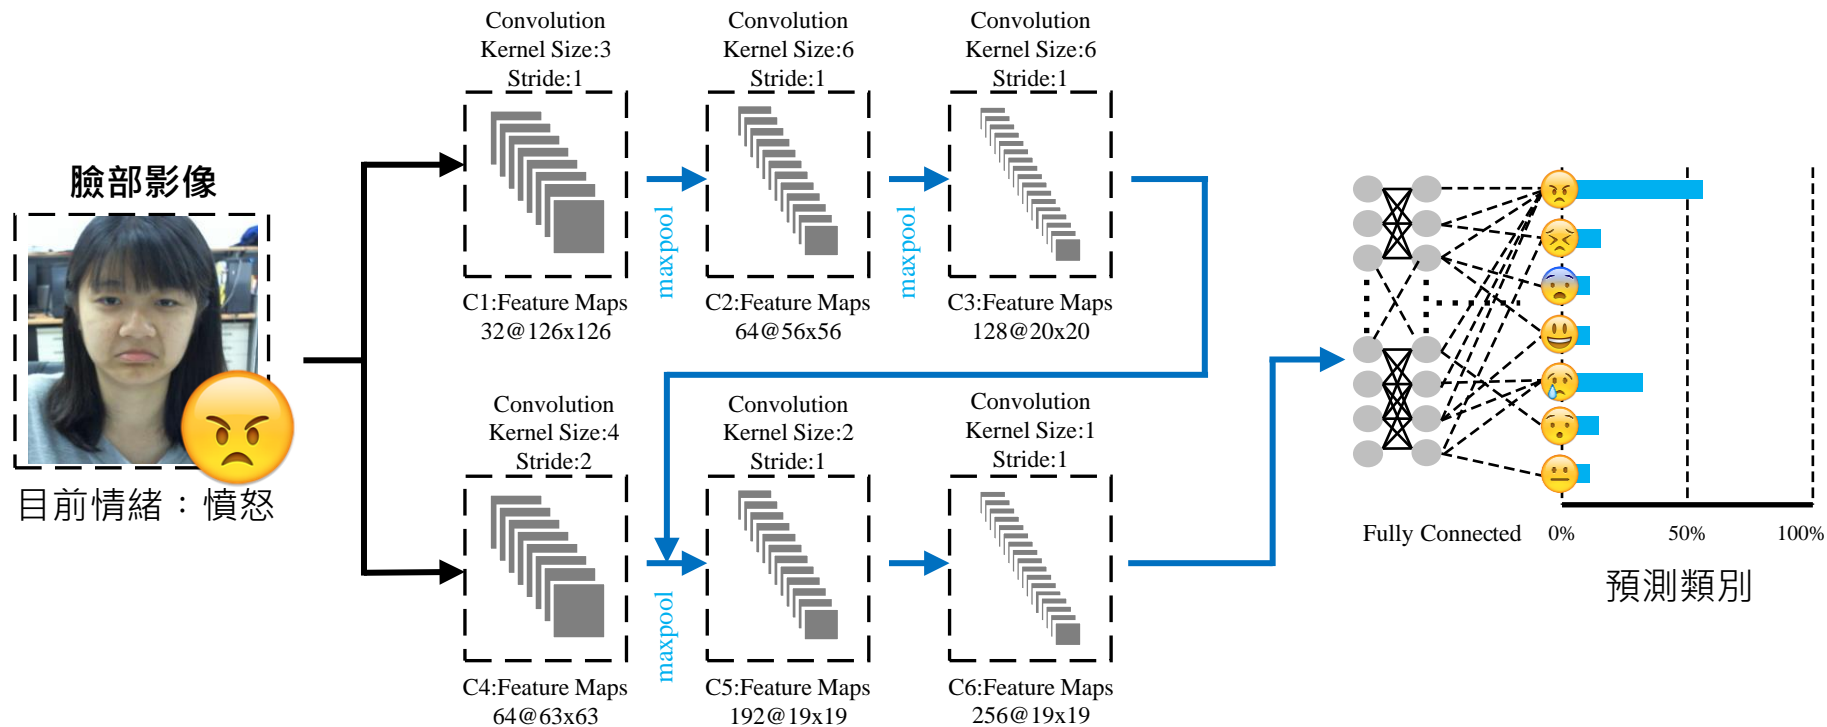 臉部影像
目前情緒：憤怒
Convolution
Kernel Size:3
Stride:1
C1:Feature Maps
32@126x126
maxpool
Convolution
Kernel Size:6
Stride:1
C2:Feature Maps
64@56x56
maxpool
Convolution
Kernel Size:6
Stride:1
C3:Feature Maps
128@20x20
Convolution
Kernel Size:4
Stride:2
C4:Feature Maps
64@63x63
maxpool
Convolution
Kernel Size:2
Stride:1
C5:Feature Maps
192@19x19
Convolution
Kernel Size:1
Stride:1
C6:Feature Maps
256@19x19
Fully Connected
0%
50%
100%
預測類別